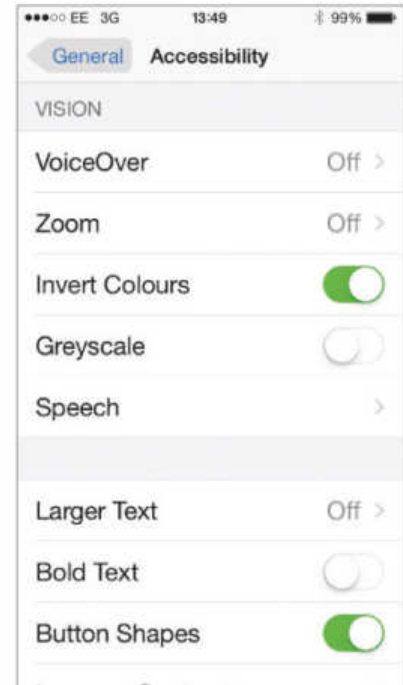 EE 3G 13:49 99%
General Accessibility
VISION
VoiceOver Off
Zoom Off
Invert Colours
Greyscale
Speech
Larger Text Off
Bold Text
Button Shapes